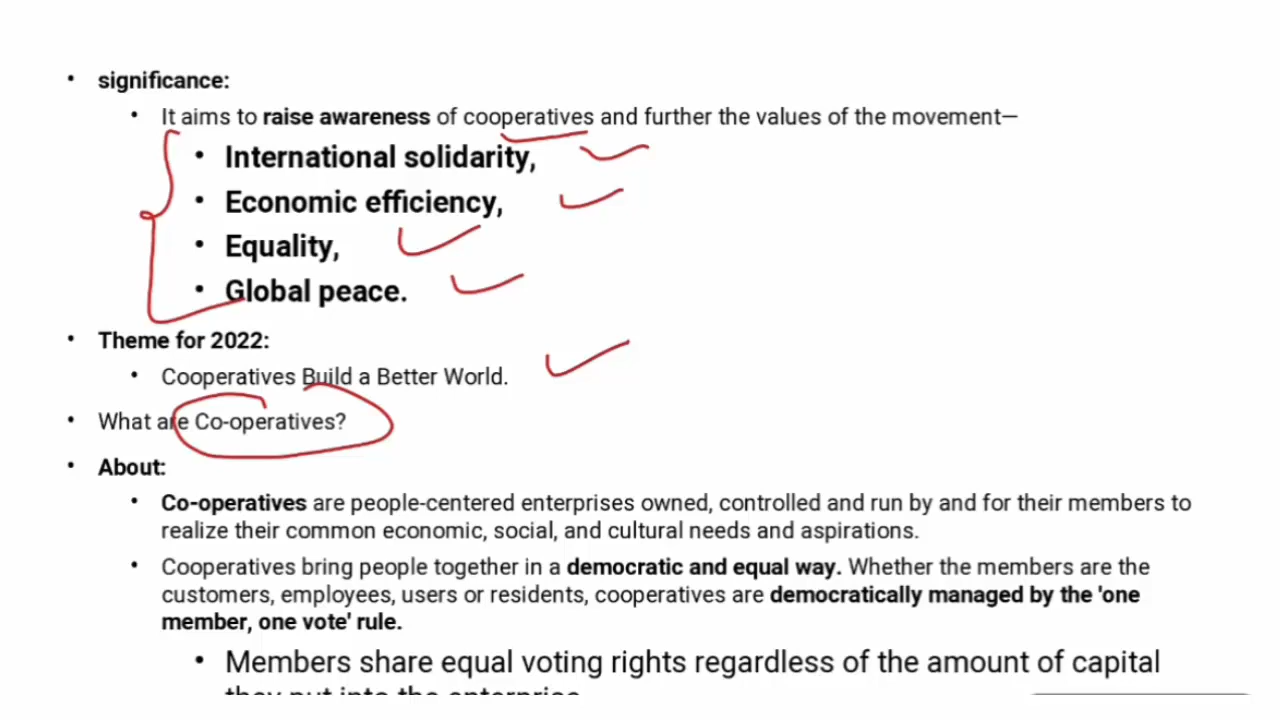 • significance:
• It aims to raise awareness of cooperatives and further the values of the movement—
• International solidarity,
• Economic efficiency,
• Equality,
• Global peace.
• Theme for 2022:
• Cooperatives Build a Better World.
• What are Co-operatives?
• About:
• Co-operatives are people-centered enterprises owned, controlled and run by and for their members to
realize their common economic, social, and cultural needs and aspirations.
• Cooperatives bring people together in a democratic and equal way. Whether the members are the
customers, employees, users or residents, cooperatives are democratically managed by the 'one
member, one vote' rule.
• Members share equal voting rights regardless of the amount of capital
they put into the enterprise